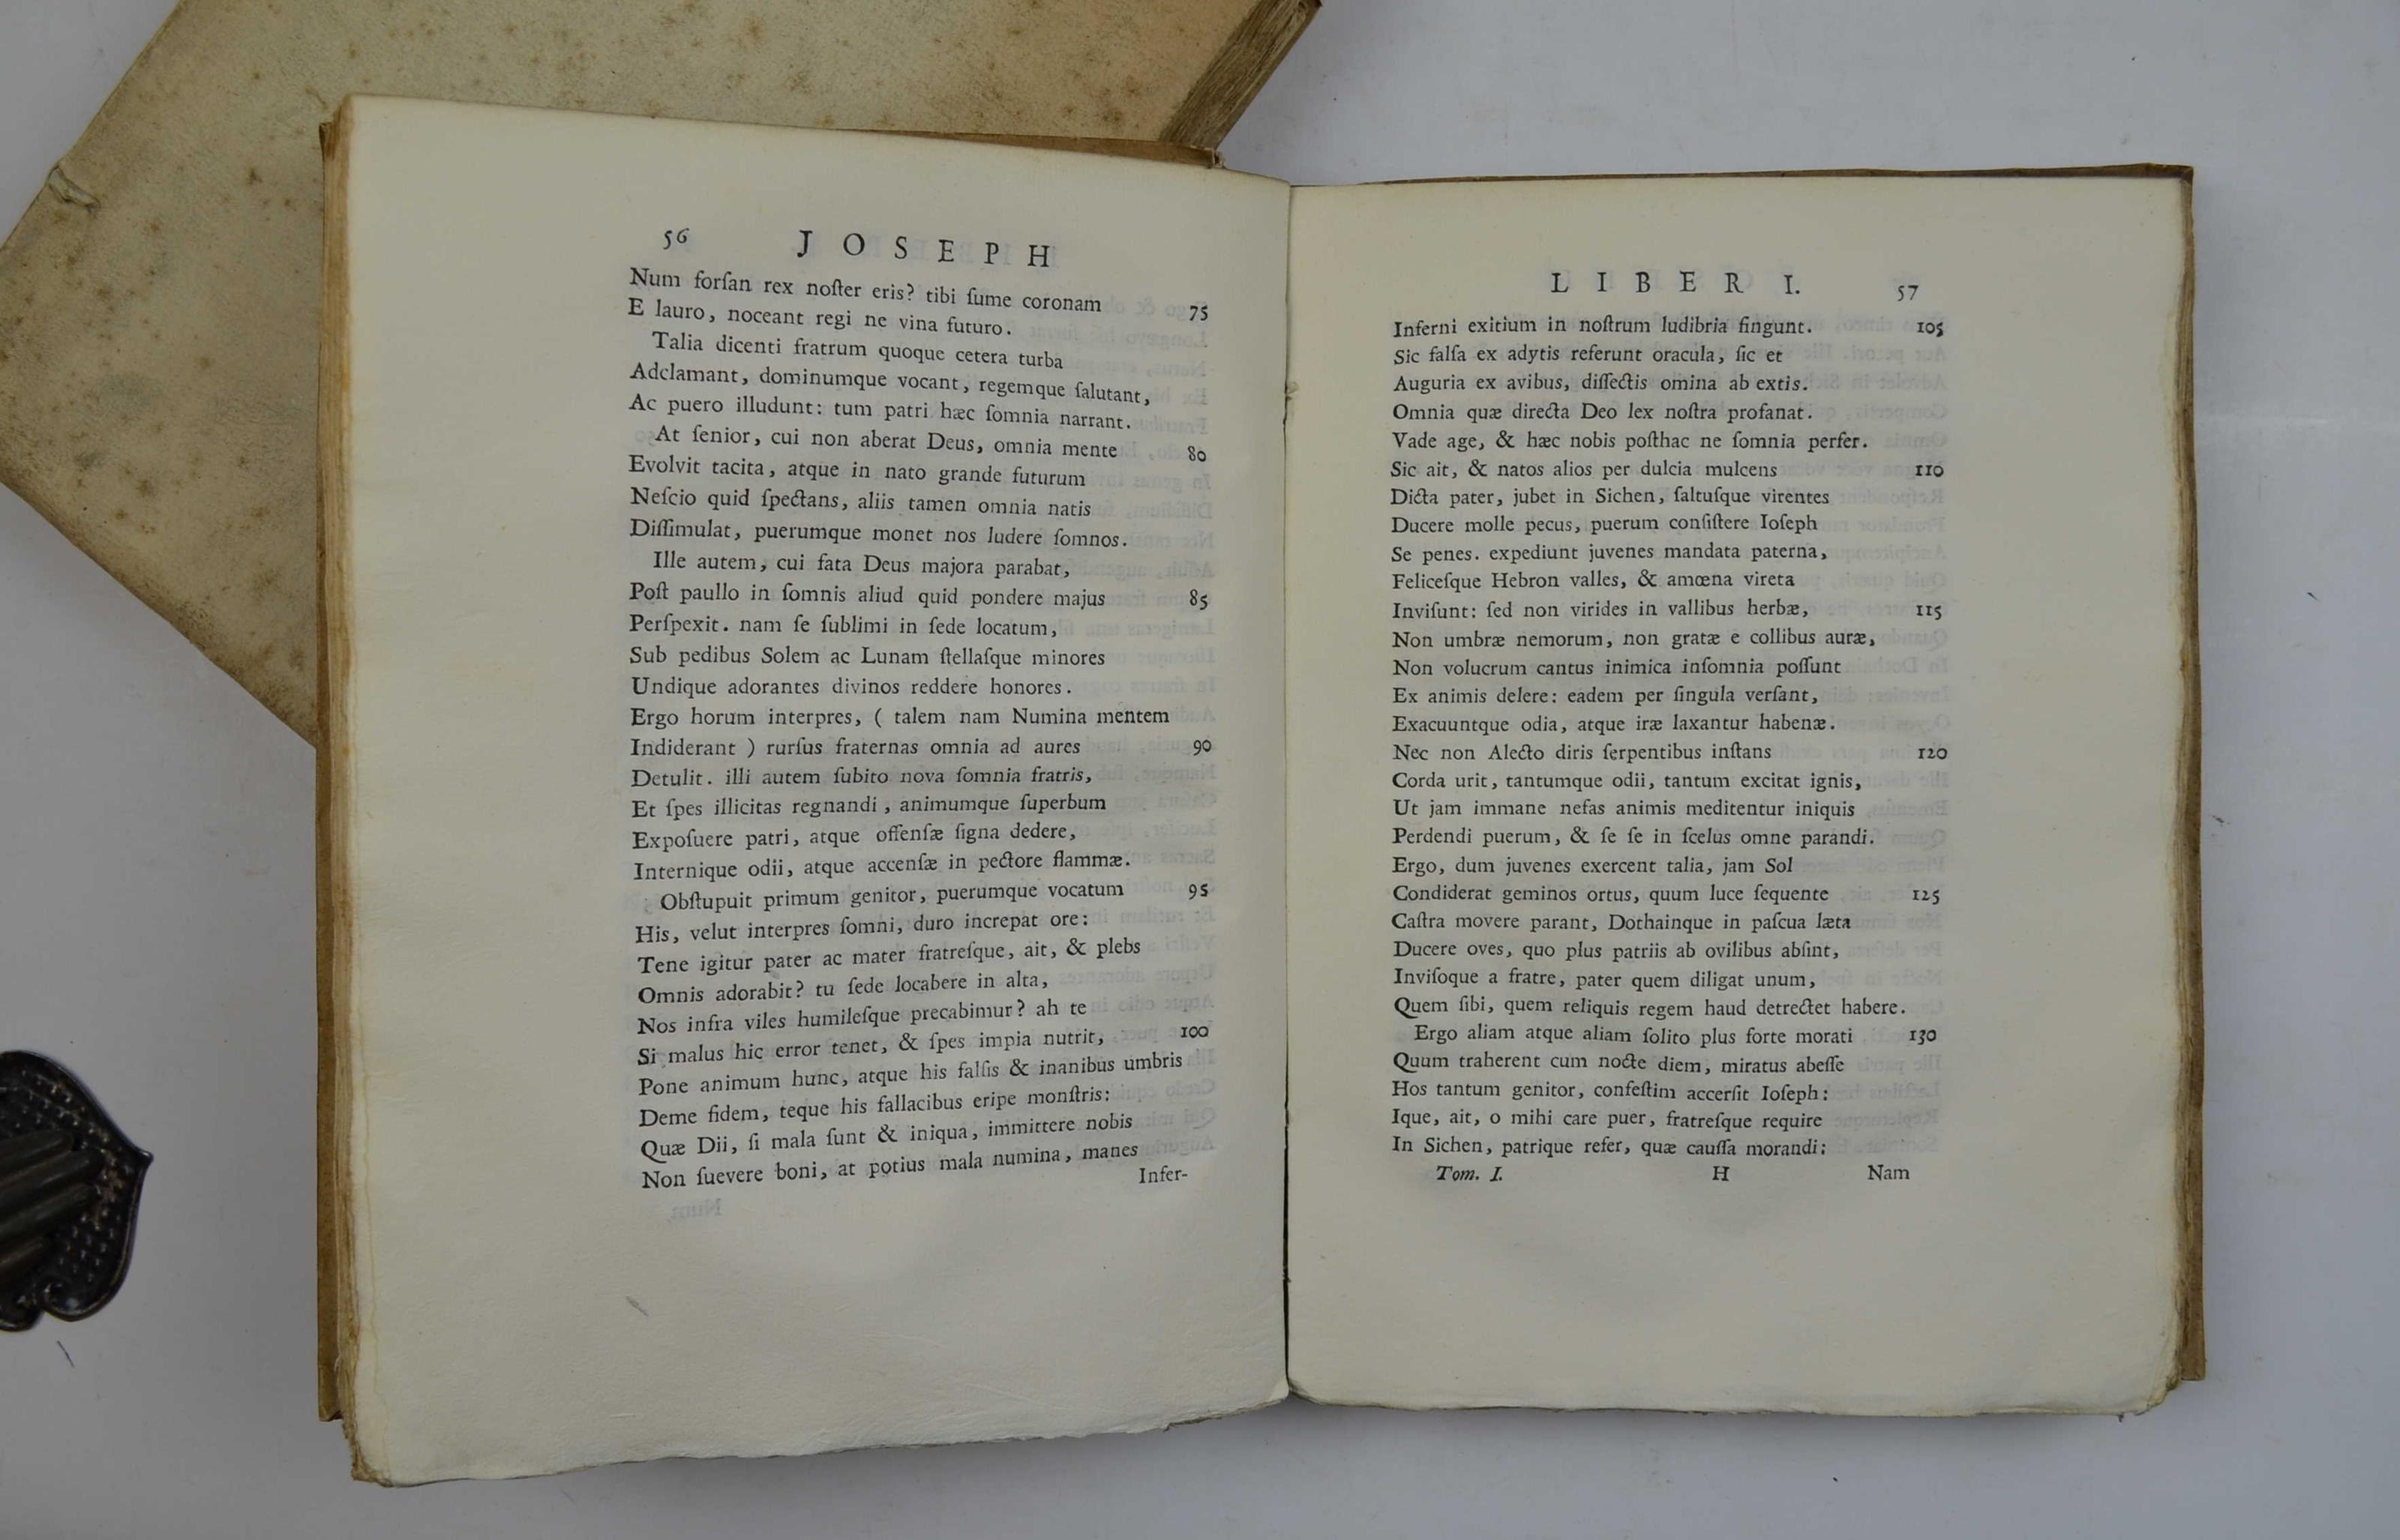 56 JOSEPH
Num forſan rex noſter eris? tibi ſume coronam 75
E lauro, noceant regi ne vina futuro.
Talia dicenti fratrum quoque cetera turba
Adclamant, dominumque vocant, regemque ſalutant,
Ac puero illudunt: tum patri hæc ſomnia narrant.
At ſenior, cui non aberat Deus, omnia mente 80
Evolvit tacita, atque in nato grande futurum
Neſcio quid ſpectans, aliis tamen omnia natis
Diſſimulat, puerumque monet nos ludere ſomnos.
Ille autem, cui fata Deus majora parabat,
Poſt paullo in ſomnis aliud quid pondere majus 85
Perſpexit. nam ſe ſublimi in ſede locatum,
Sub pedibus Solem ac Lunam ſtellaſque minores
Undique adorantes divinos reddere honores.
Ergo horum interpres, ( talem nam Numina mentem
Indiderant ) rurſus fraternas omnia ad aures 90
Detulit. illi autem ſubito nova ſomnia fratris,
Et ſpes illicitas regnandi, animumque ſuperbum
Expoſuere patri, atque offenſæ ſigna dedere,
Internique odii, atque accenſæ in pectore flammæ.
Obſtupuit primum genitor, puerumque vocatum 95
His, velut interpres ſomni, duro increpat ore:
Tene igitur pater ac mater fratreſque, ait, & plebs
Omnis adorabit? tu ſede locabere in alta,
Nos infra viles humileſque precabimur? ah te
Si malus hic error tenet, & ſpes impia nutrit, 100
Pone animum hunc, atque his falſis & inanibus umbris
Deme fidem, teque his fallacibus eripe monſtris:
Quæ Dii, ſi mala ſunt & iniqua, immittere nobis
Non ſuevere boni, at potius mala numina, manes
Infer-
LIBER I. 57
Inferni exitium in noſtrum ludibria fingunt. 105
Sic falſa ex adytis referunt oracula, ſic et
Auguria ex avibus, diſſectis omina ab extis.
Omnia quæ directa Deo lex noſtra profanat.
Vade age, & hæc nobis poſthac ne ſomnia perfer.
Sic ait, & natos alios per dulcia mulcens 110
Dicta pater, jubet in Sichen, ſaltuſque virentes
Ducere molle pecus, puerum conſiſtere Ioſeph
Se penes. expediunt juvenes mandata paterna,
Feliceſque Hebron valles, & amœna vireta
Inviſunt: ſed non virides in vallibus herbæ, 115
Non umbræ nemorum, non gratæ e collibus auræ,
Non volucrum cantus inimica inſomnia poſſunt
Ex animis delere: eadem per ſingula verſant,
Exacuuntque odia, atque iræ laxantur habenæ.
Nec non Alecto diris ſerpentibus inſtans 120
Corda urit, tantumque odii, tantum excitat ignis,
Ut jam immane nefas animis meditentur iniquis
Perdendi puerum, & ſe ſe in ſcelus omne parandi.
Ergo, dum juvenes exercent talia, jam Sol
Condiderat geminos ortus, quum luce ſequente 125
Caſtra movere parant, Dothainque in paſcua læta
Ducere oves, quo plus patriis ab ovilibus abſint,
Inviſoque a fratre, pater quem diligat unum,
Quem ſibi, quem reliquis regem haud detrectet habere.
Ergo aliam atque aliam ſolito plus forte morati 130
Quum traherent cum nocte diem, miratus abeſſe
Hos tantum genitor, confeſtim accerſit Ioſeph:
Ique, ait, o mihi care puer, fratreſque require
In Sichen, patrique refer, quæ cauſſa morandi:
Tom. I. H Nam